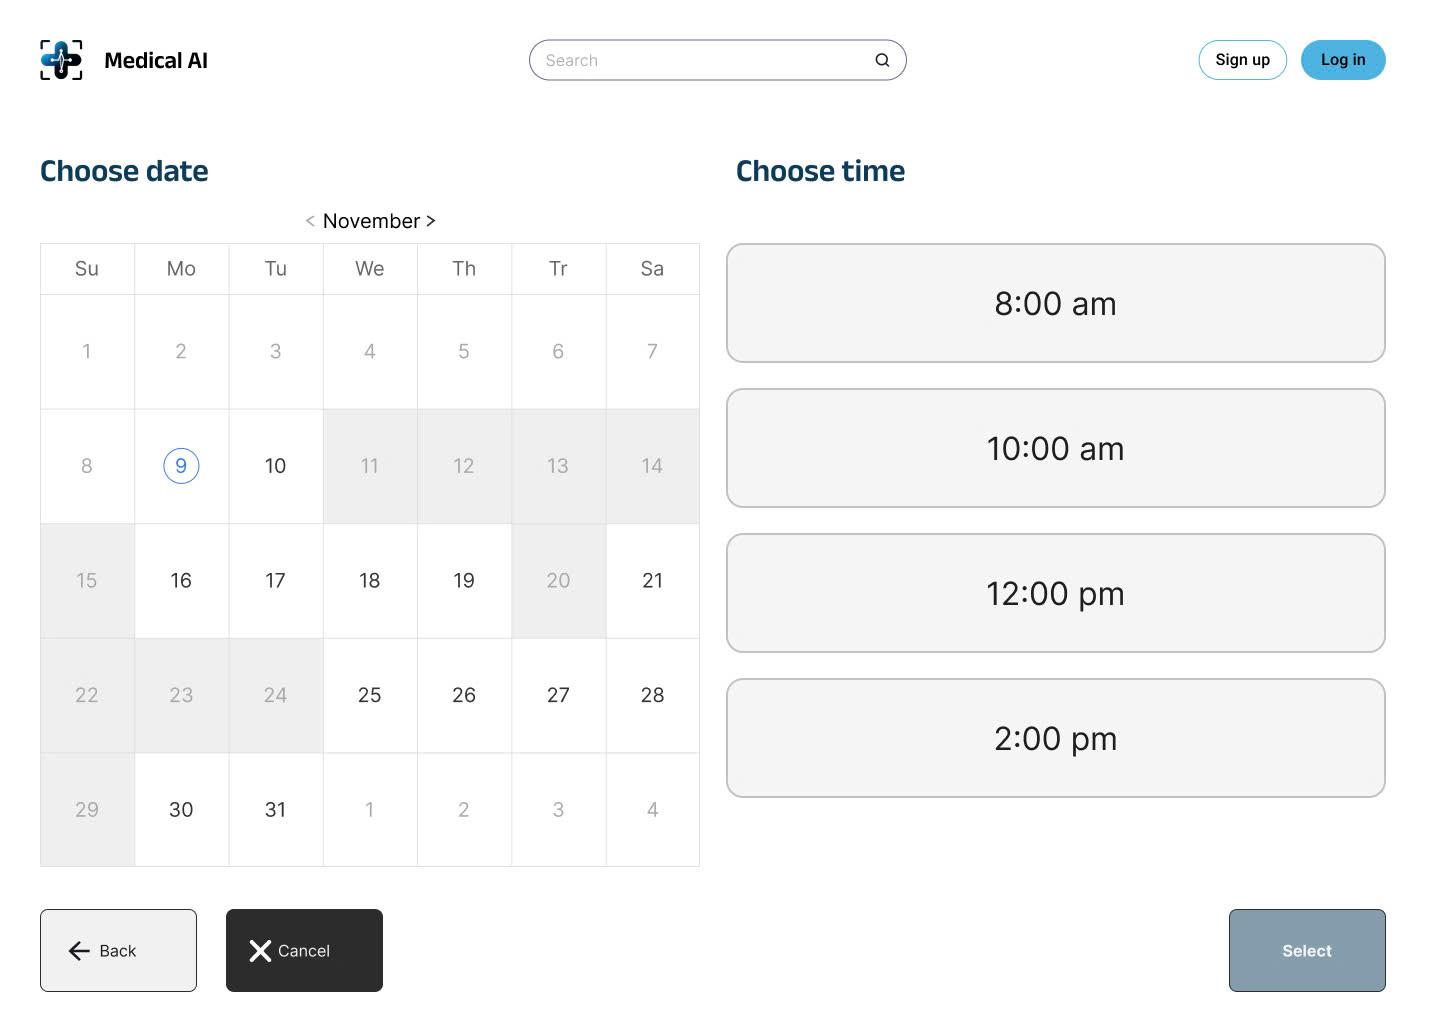 Medical AI
Search
Sign up
Log in
Choose date
< November >
Su Mo Tu We Th Tr Sa
1 2 3 4 5 6 7
8 9 10 11 12 13 14
15 16 17 18 19 20 21
22 23 24 25 26 27 28
29 30 31 1 2 3 4
Choose time
8:00 am
10:00 am
12:00 pm
2:00 pm
Back
Cancel
Select